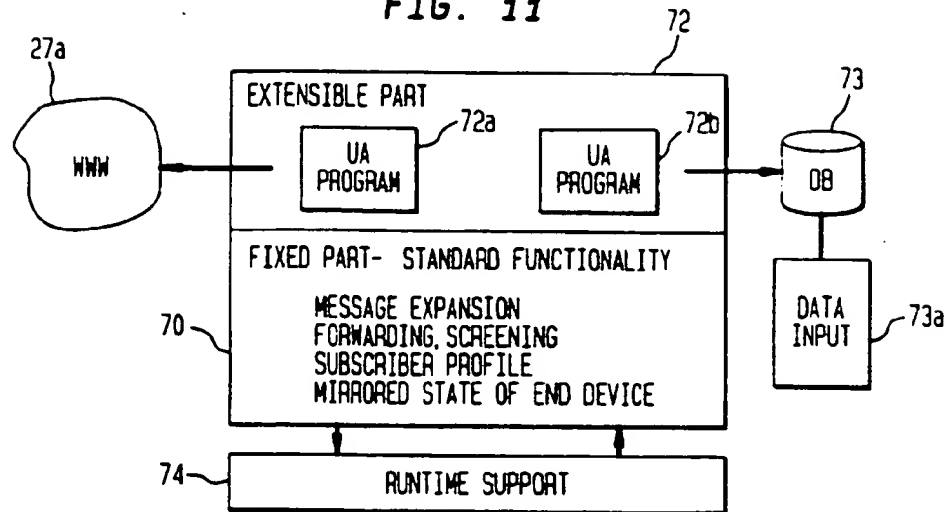 FIG. 11
27a
72
73
EXTENSIBLE PART
72a
72b
WWW
UA
PROGRAM
UA
PROGRAM
DB
FIXED PART- STANDARD FUNCTIONALITY
MESSAGE EXPANSION
FORWARDING, SCREENING
SUBSCRIBER PROFILE
MIRRORED STATE OF END DEVICE
70
DATA
INPUT
73a
74
RUNTIME SUPPORT